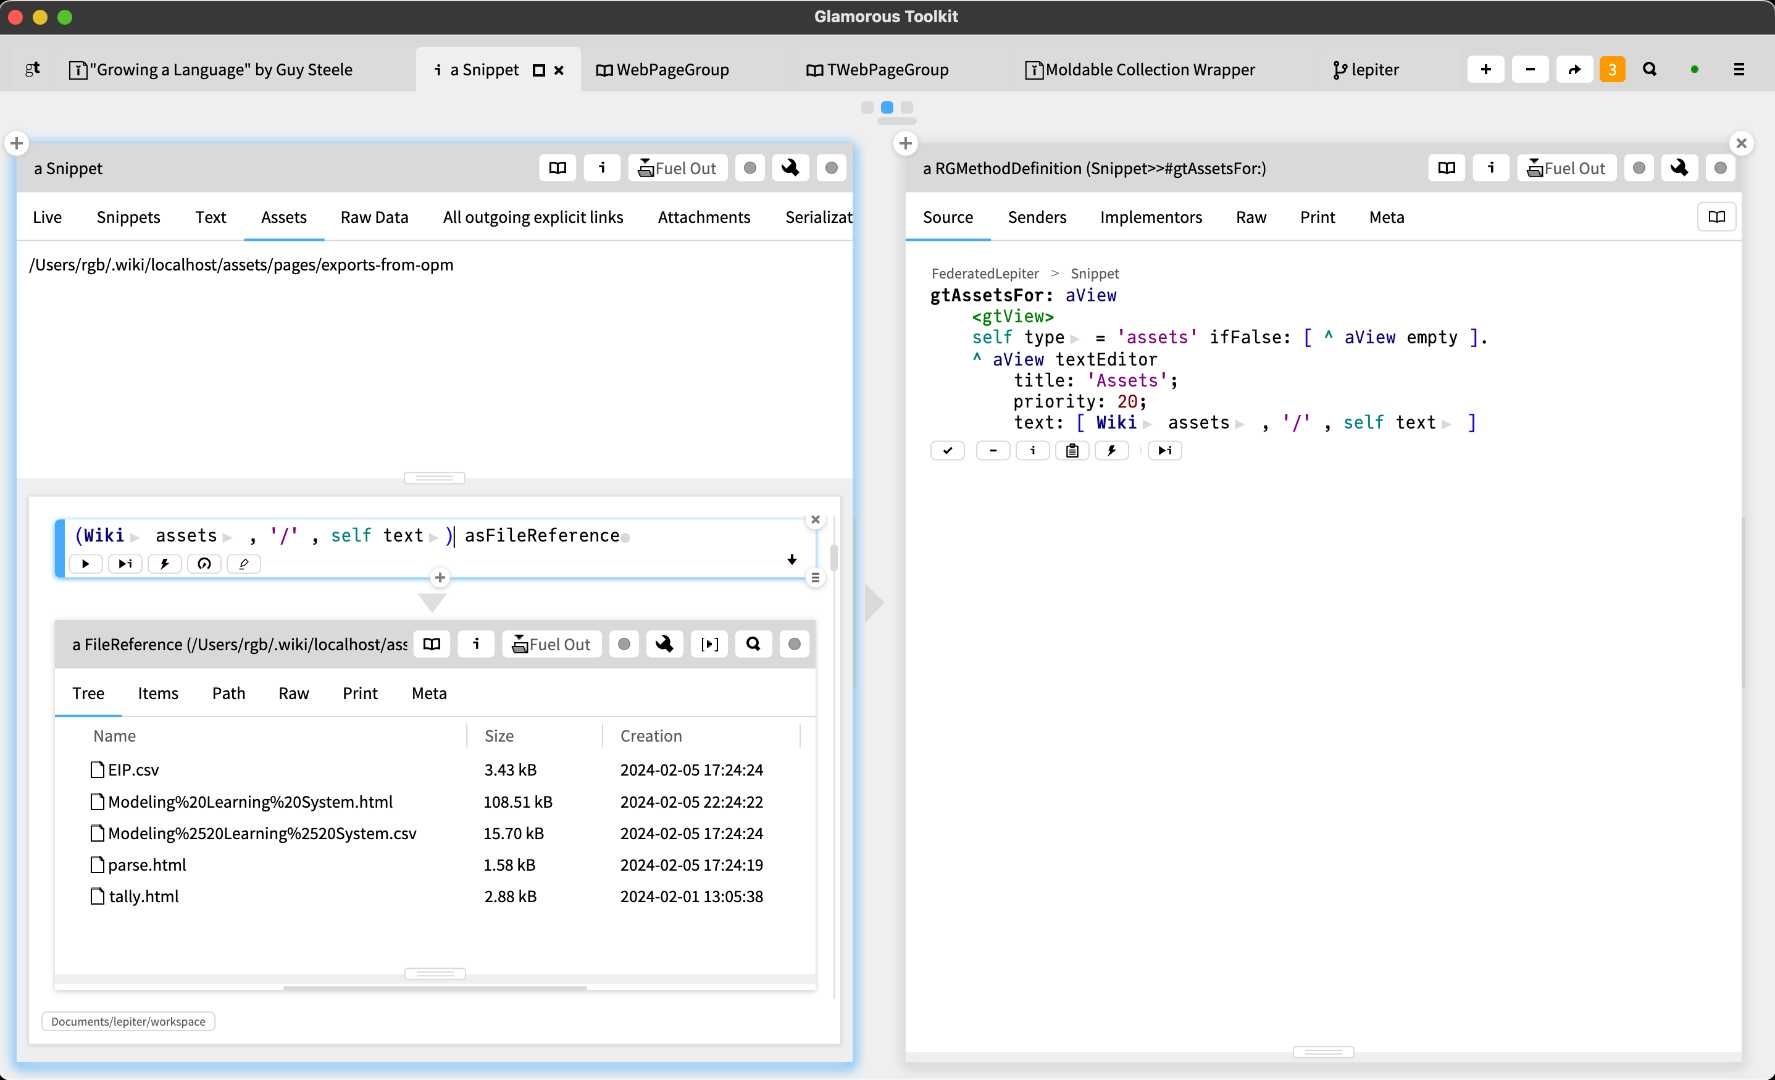 Glamorous Toolkit
gt
"Growing a Language" by Guy Steele
i a Snippet
WebPageGroup
TWebPageGroup
Moldable Collection Wrapper
lepiter
3
a Snippet
i
Fuel Out
Live
Snippets
Text
Assets
Raw Data
All outgoing explicit links
Attachments
Serializat
/Users/rgb/.wiki/localhost/assets/pages/exports-from-opm
(Wiki assets , '/' , self text ) asFileReference
a FileReference (/Users/rgb/.wiki/localhost/ass
i
Fuel Out
Tree
Items
Path
Raw
Print
Meta
Name Size Creation
EIP.csv 3.43 kB 2024-02-05 17:24:24
Modeling%20Learning%20System.html 108.51 kB 2024-02-05 22:24:22
Modeling%2520Learning%2520System.csv 15.70 kB 2024-02-05 17:24:24
parse.html 1.58 kB 2024-02-05 17:24:19
tally.html 2.88 kB 2024-02-01 13:05:38
Documents/lepiter/workspace
a RGMethodDefinition (Snippet>>#gtAssetsFor:)
i
Fuel Out
Source
Senders
Implementors
Raw
Print
Meta
FederatedLepiter > Snippet
gtAssetsFor: aView
<gtView>
self type = 'assets' ifFalse: [ ^ aView empty ].
^ aView textEditor
title: 'Assets';
priority: 20;
text: [ Wiki assets , '/' , self text ]
i
i